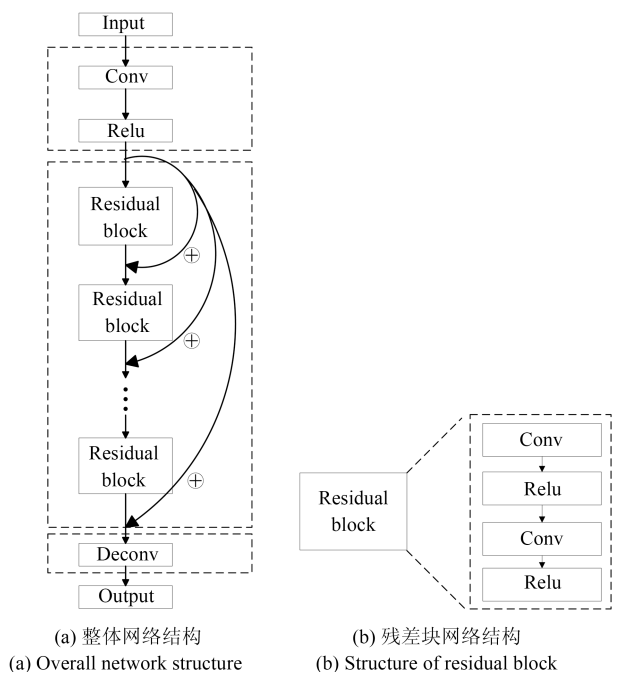 Input
Conv
Relu
Residual
block
⊕
Residual
block
⊕
Residual
block
⊕
Deconv
Output
(a) 整体网络结构
(a) Overall network structure
Residual
block
Conv
Relu
Conv
Relu
(b) 残差块网络结构
(b) Structure of residual block